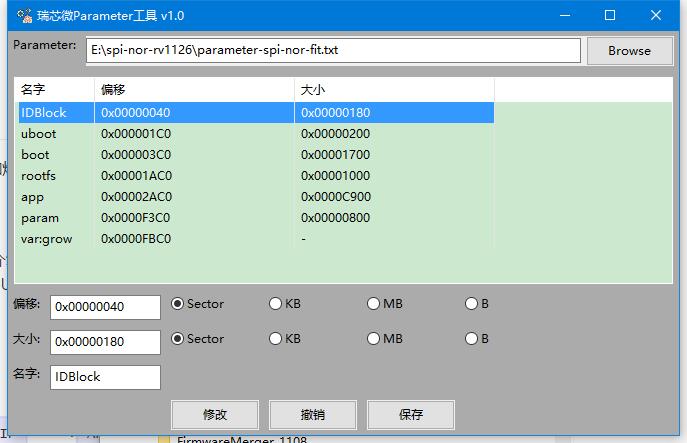 瑞芯微Parameter工具 v1.0
Parameter: E:\spi-nor-rv1126\parameter-spi-nor-fit.txt Browse
名字 偏移 大小
IDBlock 0x00000040 0x00000180
uboot 0x000001C0 0x00000200
boot 0x000003C0 0x00001700
rootfs 0x00001AC0 0x00001000
app 0x00002AC0 0x0000C900
param 0x0000F3C0 0x00000800
var:grow 0x0000FBC0 -
偏移: 0x00000040 Sector KB MB B
大小: 0x00000180 Sector KB MB B
名字: IDBlock
修改 撤销 保存
FirmwareMerger_1108